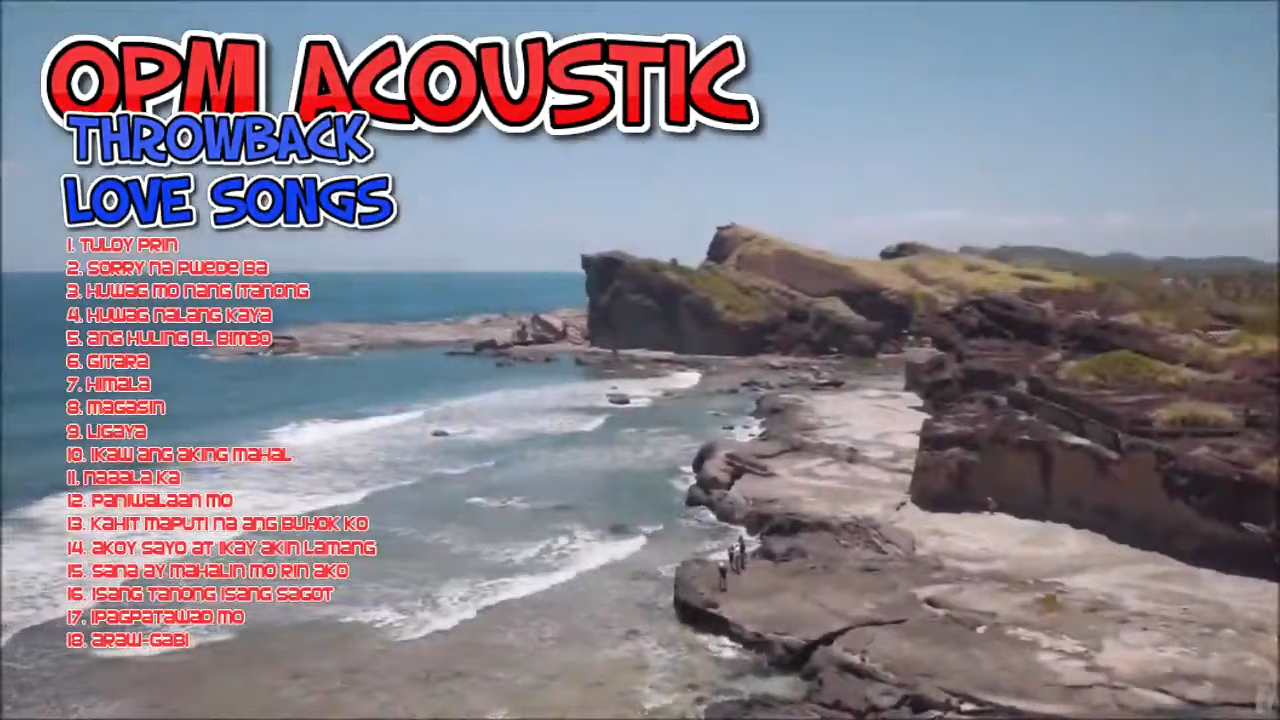 OPM ACOUSTIC
THROWBACK
LOVE SONGS
1. TULOY PRIN
2. SORRY NA PWEDE BA
3. HUWAG MO NANG ITANONG
4. HUWAG NALANG KAYA
5. ANG HULING EL BIMBO
6. GITARA
7. HIMALA
8. MAGASIN
9. LIGAYA
10. IKAW ANG AKING MAHAL
11. NABALA KA
12. PANIWALAAN MO
13. KAHIT MAPUTI NA ANG BUHOK KO
14. AKOY SAYO AT IKAY AKIN LAMANG
15. SANA AY MAHALIN MO RIN AKO
16. ISANG TANONG ISANG SAGOT
17. IPAGPATAWAD MO
18. ARAW-GABI